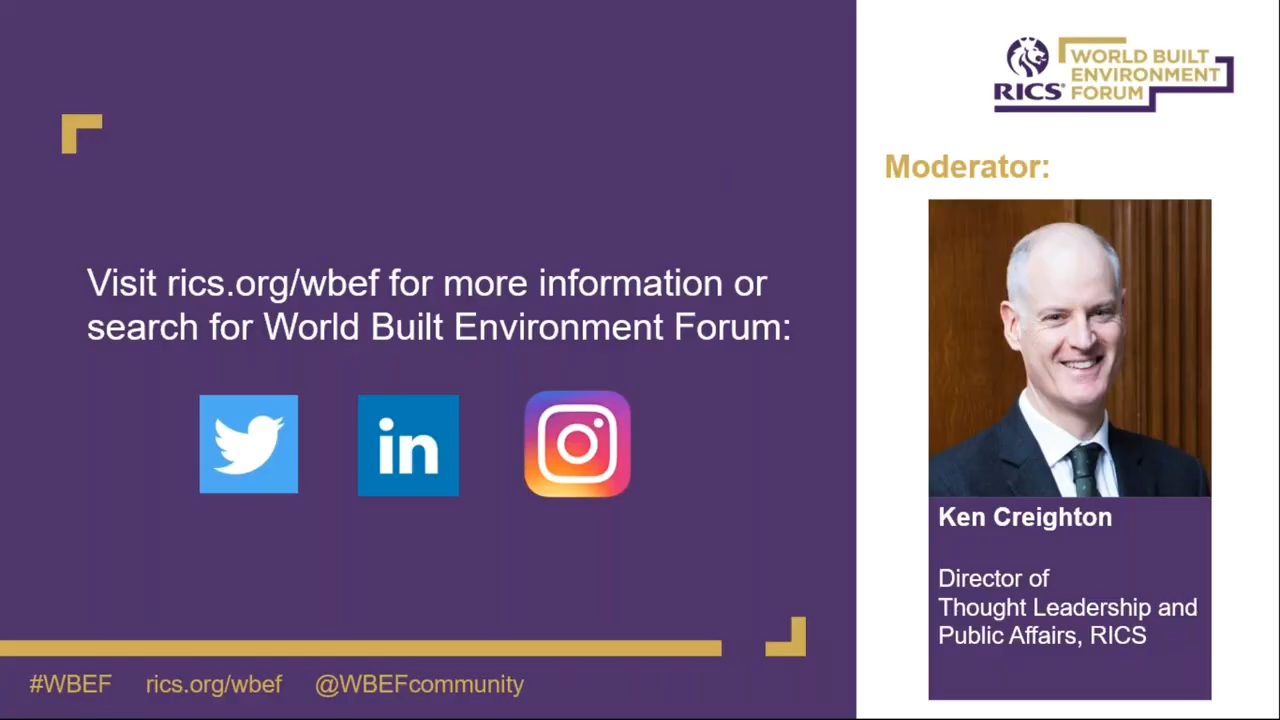 Visit rics.org/wbef for more information or
search for World Built Environment Forum:
in
#WBEF rics.org/wbef @WBEFcommunity
RICS
WORLD BUILT
ENVIRONMENT
FORUM
Moderator:
Ken Creighton
Director of
Thought Leadership and
Public Affairs, RICS